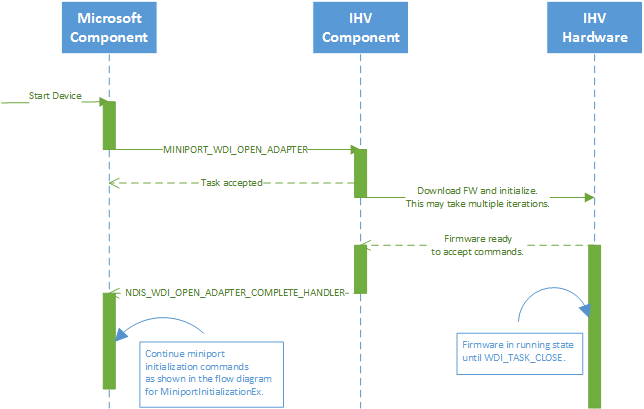 Microsoft
Component
IHV
Component
IHV
Hardware
Start Device
MINIPORT_WDI_OPEN_ADAPTER
Task accepted
Download FW and initialize.
This may take multiple iterations.
Firmware ready
to accept commands.
NDIS_WDI_OPEN_ADAPTER_COMPLETE_HANDLER
Continue miniport
initialization commands
as shown in the flow diagram
for MiniportInitializationEx.
Firmware in running state
until WDI_TASK_CLOSE.